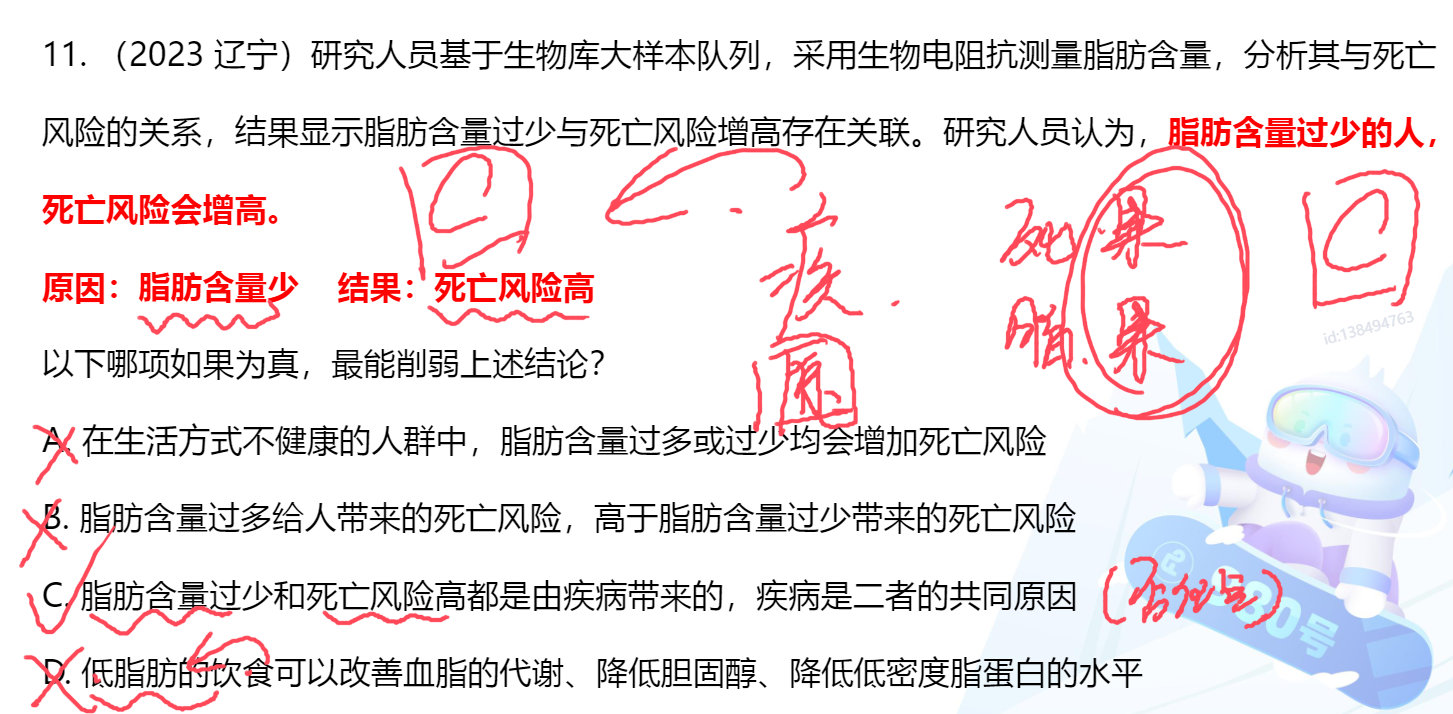 11. （2023 辽宁）研究人员基于生物库大样本队列，采用生物电阻抗测量脂肪含量，分析其与死亡
风险的关系，结果显示脂肪含量过少与死亡风险增高存在关联。研究人员认为，脂肪含量过少的人，
死亡风险会增高。
C
死 果
C
原因：脂肪含量少 结果：死亡风险高
疾
脂 果
id:138494763
以下哪项如果为真，最能削弱上述结论？
因
A. 在生活方式不健康的人群中，脂肪含量过多或过少均会增加死亡风险
B. 脂肪含量过多给人带来的死亡风险，高于脂肪含量过少带来的死亡风险
C. 脂肪含量过少和死亡风险高都是由疾病带来的，疾病是二者的共同原因
980号
D. 低脂肪的饮食可以改善血脂的代谢、降低胆固醇、降低低密度脂蛋白的水平